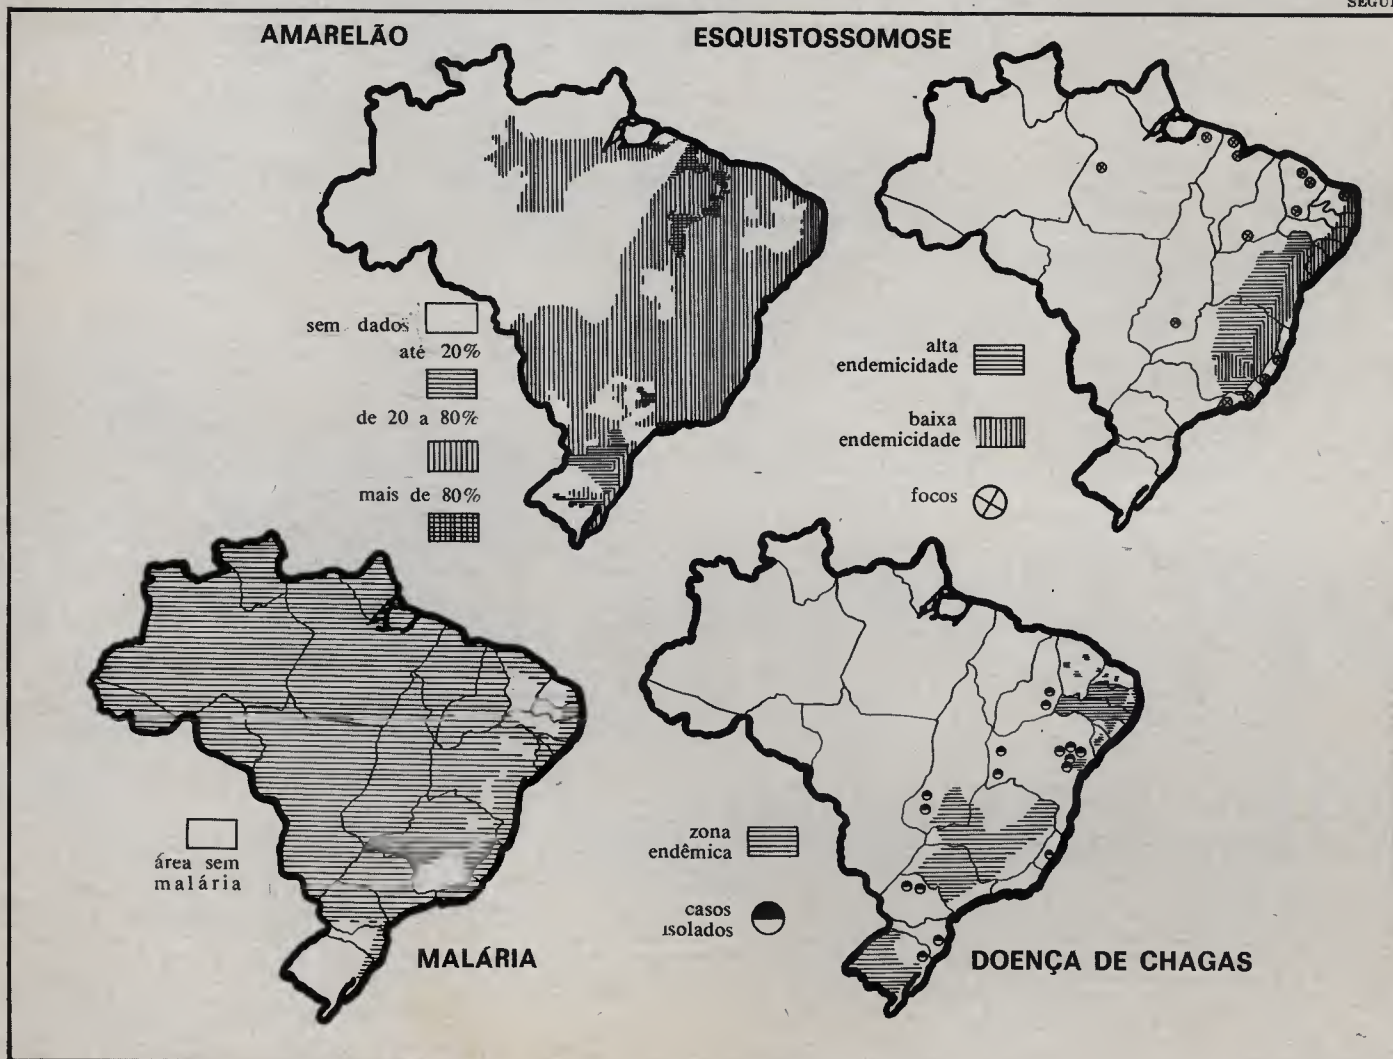 AMARELÃO
ESQUISTOSSOMOSE
sem dados
até 20%
de 20 a 80%
mais de 80%
alta
endemicidade
baixa
endemicidade
focos
área sem
malária
MALÁRIA
zona
endêmica
casos
isolados
DOENÇA DE CHAGAS